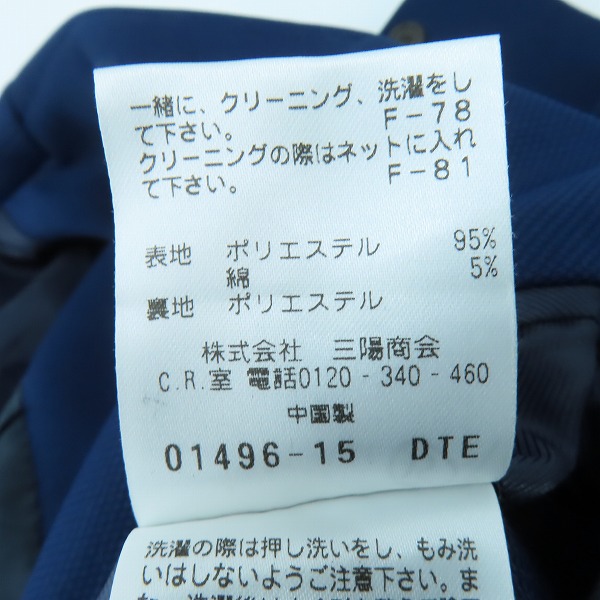 一緒に、クリーニング、洗濯をし
て下さい。 F-78
クリーニングの際はネットに入れ
て下さい。 F-81
表地 ポリエステル 95%
綿 5%
裏地 ポリエステル
株式会社 三陽商会
C.R.室 電話0120-340-460
中国製
01496-15 DTE
洗濯の際は押し洗いをし、もみ洗
いはしないようご注意下さい。ま